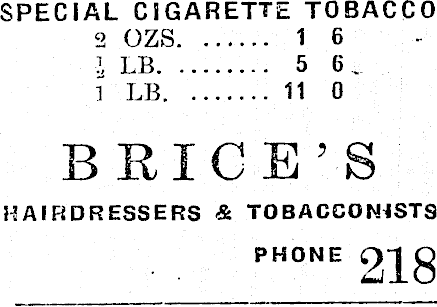 SPECIAL CIGARETTE TOBACCO
2 OZS. ...... 1 6
½ LB. ........ 5 6
1 LB. ....... 11 0
BRICE'S
HAIRDRESSERS & TOBACCONISTS
PHONE 218